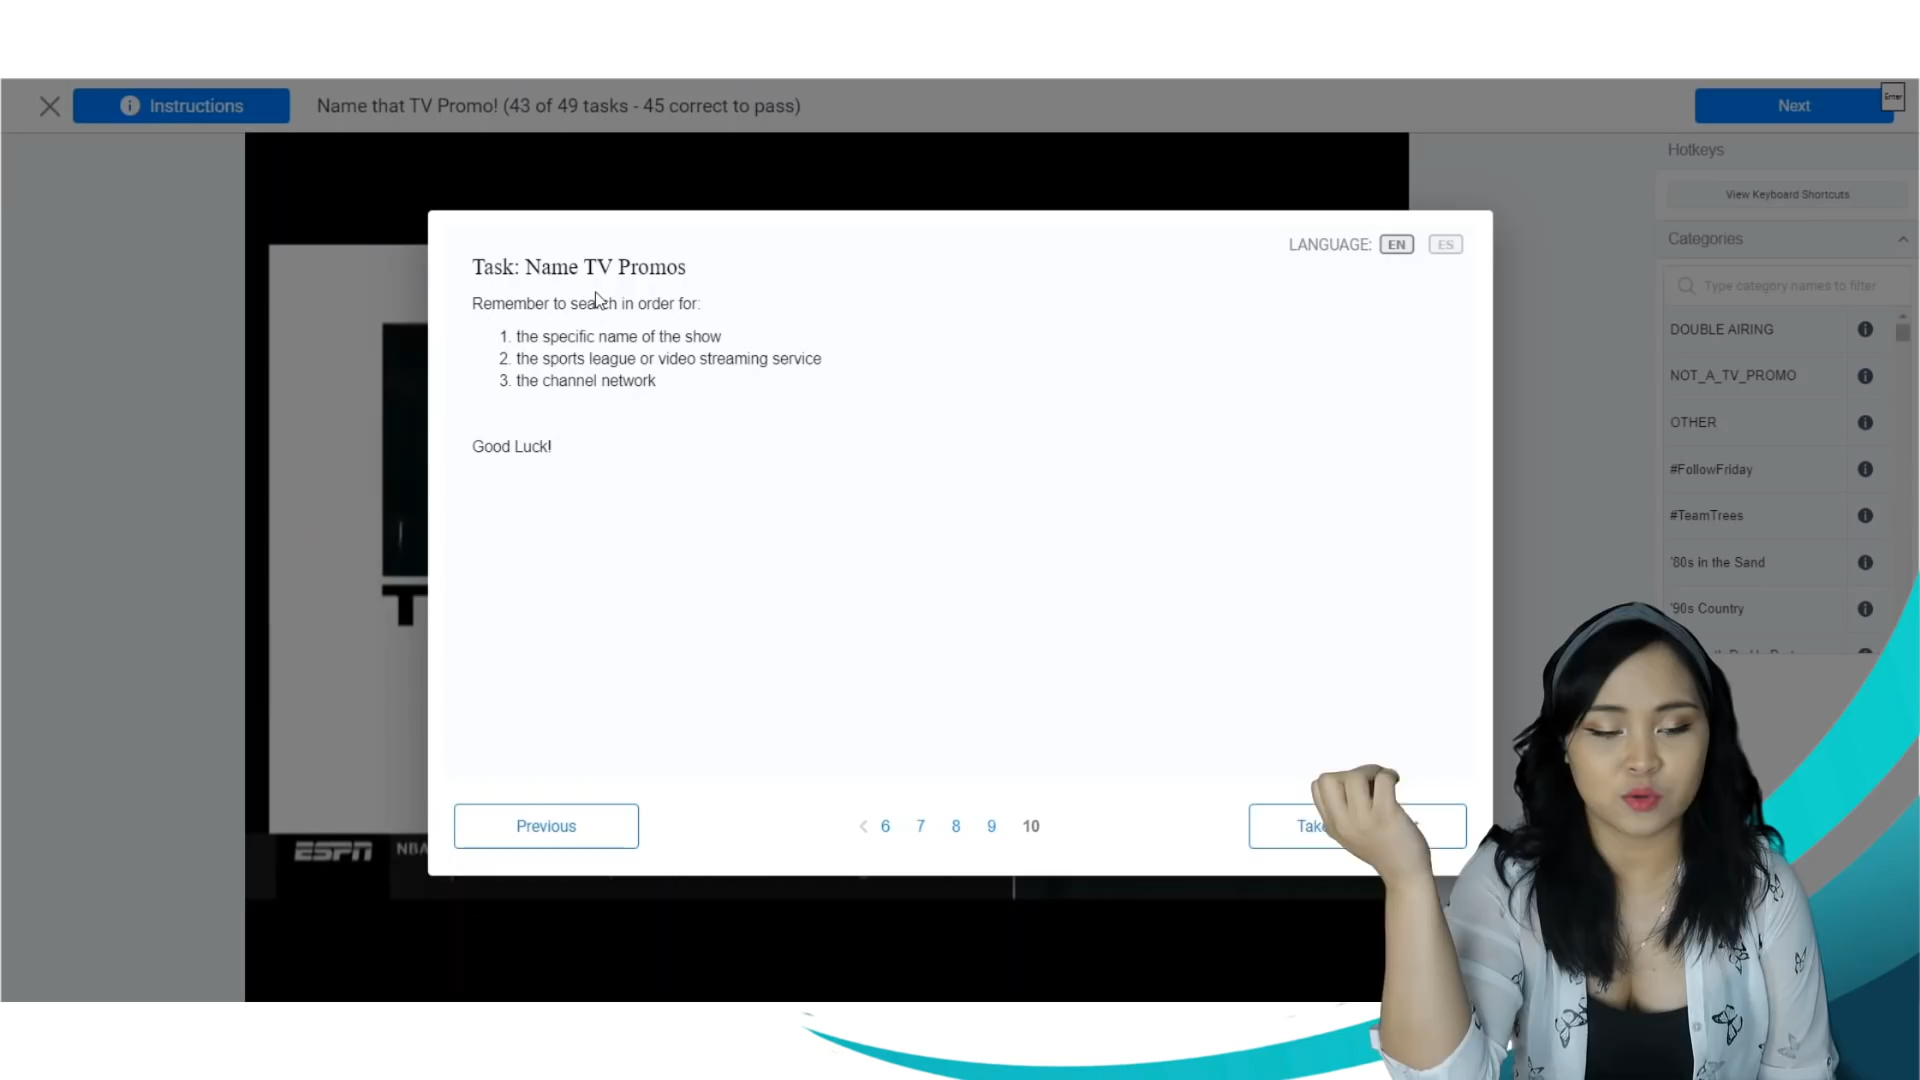 Instructions
Name that TV Promo! (43 of 49 tasks - 45 correct to pass)
Next
Enter
Hotkeys
View Keyboard Shortcuts
Categories
Type category names to filter
DOUBLE AIRING
NOT_A_TV_PROMO
OTHER
#FollowFriday
#TeamTrees
'80s in the Sand
'90s Country
LANGUAGE: EN ES
Task: Name TV Promos
Remember to search in order for:
1. the specific name of the show
2. the sports league or video streaming service
3. the channel network
Good Luck!
Previous
< 6 7 8 9 10
T
ESPN NBA